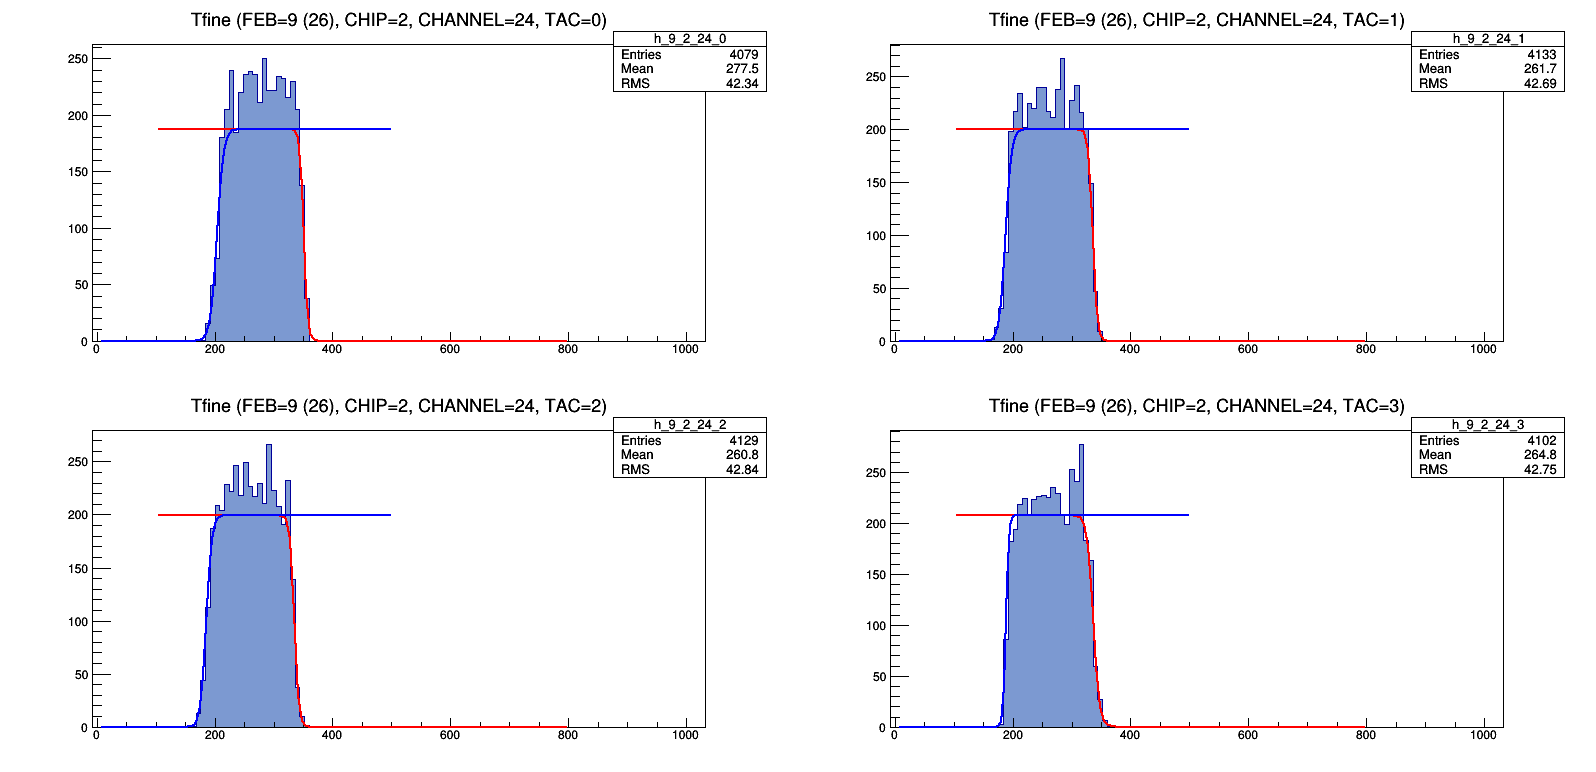 Tfine (FEB=9 (26), CHIP=2, CHANNEL=24, TAC=0)
h_9_2_24_0
Entries 4079
Mean 277.5
RMS 42.34
250
200
150
100
50
0
0 200 400 600 800 1000
Tfine (FEB=9 (26), CHIP=2, CHANNEL=24, TAC=1)
h_9_2_24_1
Entries 4133
Mean 261.7
RMS 42.69
250
200
150
100
50
0
0 200 400 600 800 1000
Tfine (FEB=9 (26), CHIP=2, CHANNEL=24, TAC=2)
h_9_2_24_2
Entries 4129
Mean 260.8
RMS 42.84
250
200
150
100
50
0
0 200 400 600 800 1000
Tfine (FEB=9 (26), CHIP=2, CHANNEL=24, TAC=3)
h_9_2_24_3
Entries 4102
Mean 264.8
RMS 42.75
250
200
150
100
50
0
0 200 400 600 800 1000